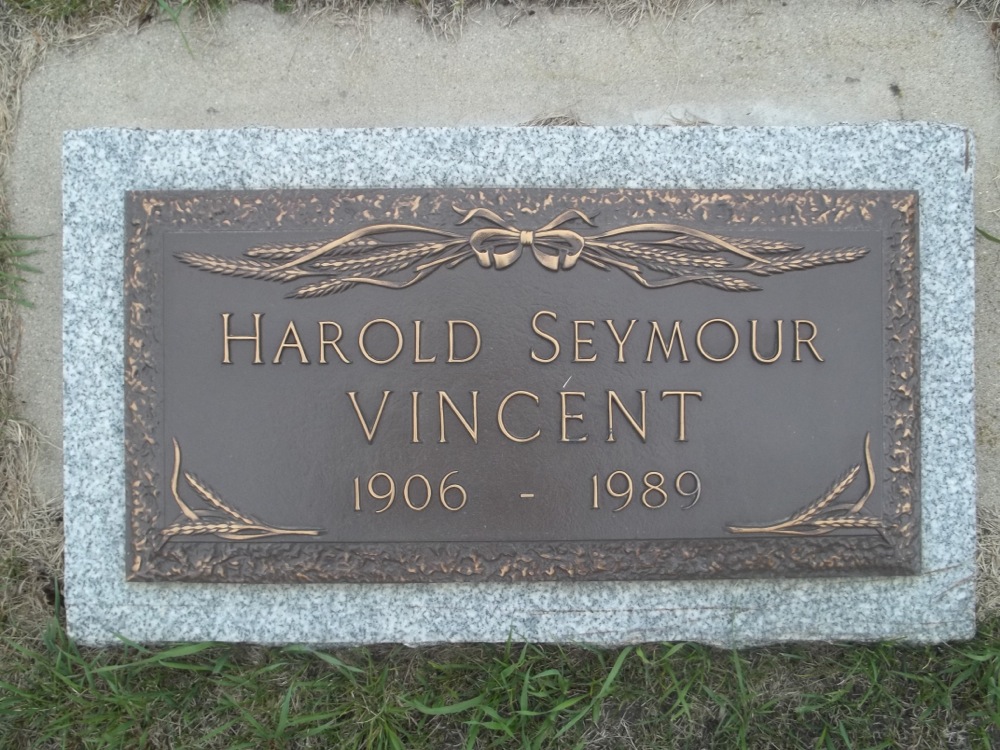 HAROLD SEYMOUR
VINCENT
1906 - 1989